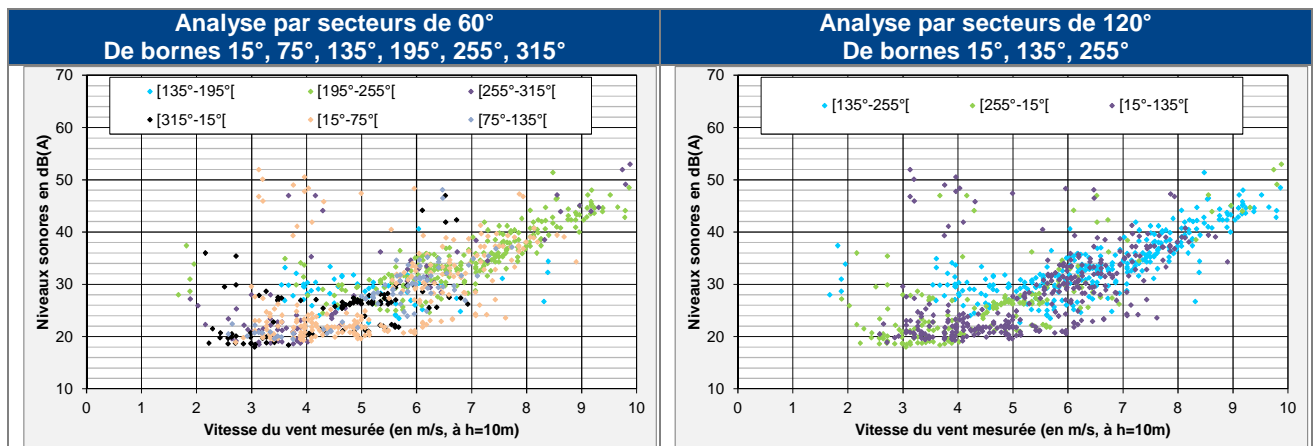 Analyse par secteurs de 60°
De bornes 15°, 75°, 135°, 195°, 255°, 315°
Analyse par secteurs de 120°
De bornes 15°, 135°, 255°
Niveaux sonores en dB(A)
70
60
50
40
30
20
10
[135°-195°[ [195°-255°[ [255°-315°[
[315°-15°[ [15°-75°[ [75°-135°[
0 1 2 3 4 5 6 7 8 9 10
Vitesse du vent mesurée (en m/s, à h=10m)
Niveaux sonores en dB(A)
70
60
50
40
30
20
10
[135°-255°[ [255°-15°[ [15°-135°[
0 1 2 3 4 5 6 7 8 9 10
Vitesse du vent mesurée (en m/s, à h=10m)